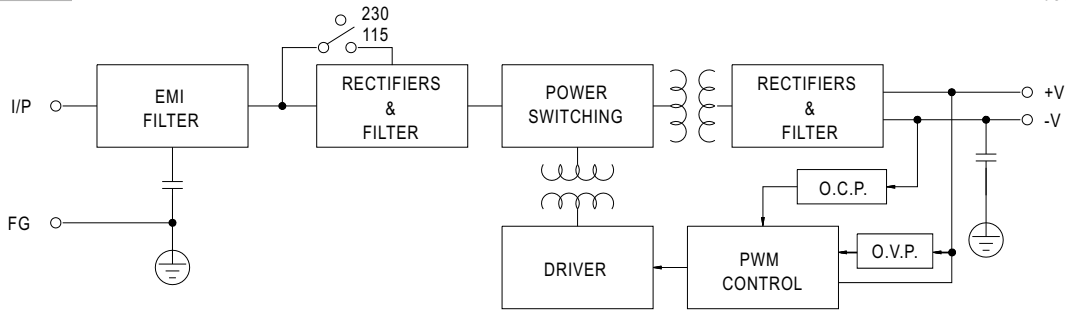 230
115
I/P
EMI
FILTER
RECTIFIERS
&
FILTER
POWER
SWITCHING
RECTIFIERS
&
FILTER
+V
-V
O.C.P.
FG
DRIVER
PWM
CONTROL
O.V.P.